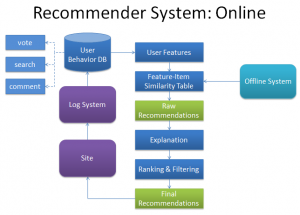 Recommender System: Online
vote
search
comment
User
Behavior DB
User Features
Feature-Item
Similarity Table
Offline System
Log System
Raw
Recommendations
Explanation
Site
Ranking & Filtering
Final
Recommendations